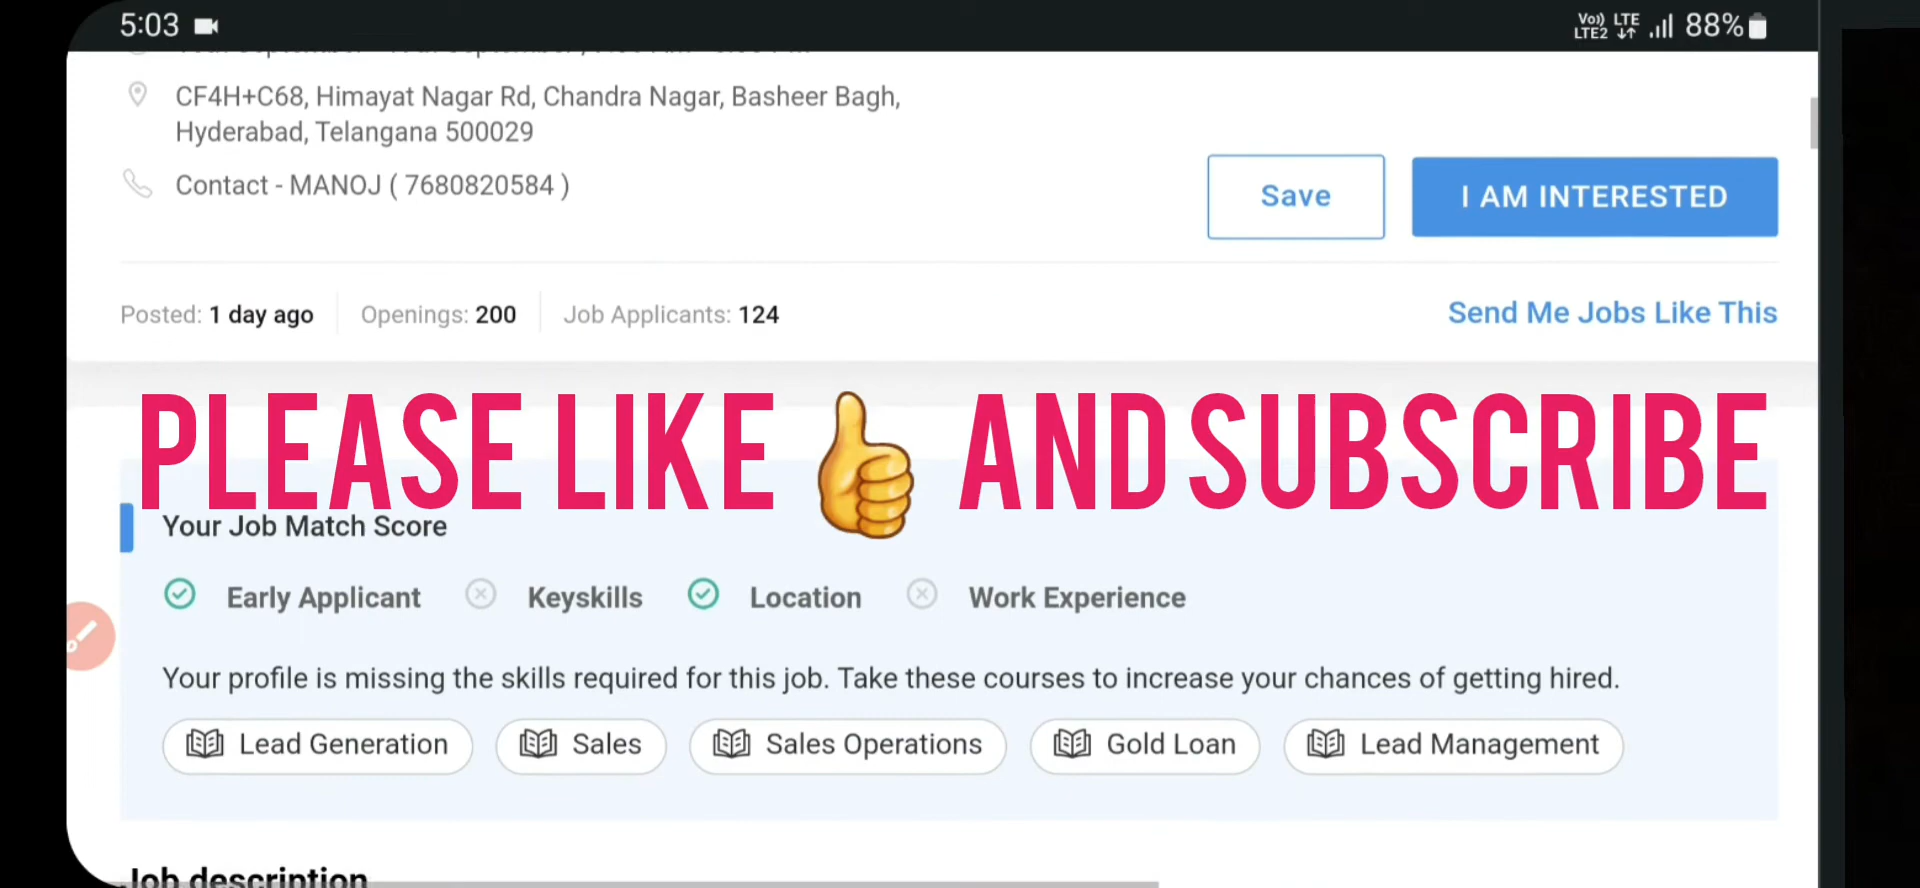 5:03
Vo)) LTE
LTE2
88%
CF4H+C68, Himayat Nagar Rd, Chandra Nagar, Basheer Bagh,
Hyderabad, Telangana 500029
Contact - MANOJ ( 7680820584 )
Save
I AM INTERESTED
Posted: 1 day ago
Openings: 200
Job Applicants: 124
Send Me Jobs Like This
PLEASE LIKE 👍 AND SUBSCRIBE
Your Job Match Score
Early Applicant
Keyskills
Location
Work Experience
Your profile is missing the skills required for this job. Take these courses to increase your chances of getting hired.
Lead Generation
Sales
Sales Operations
Gold Loan
Lead Management
Job description